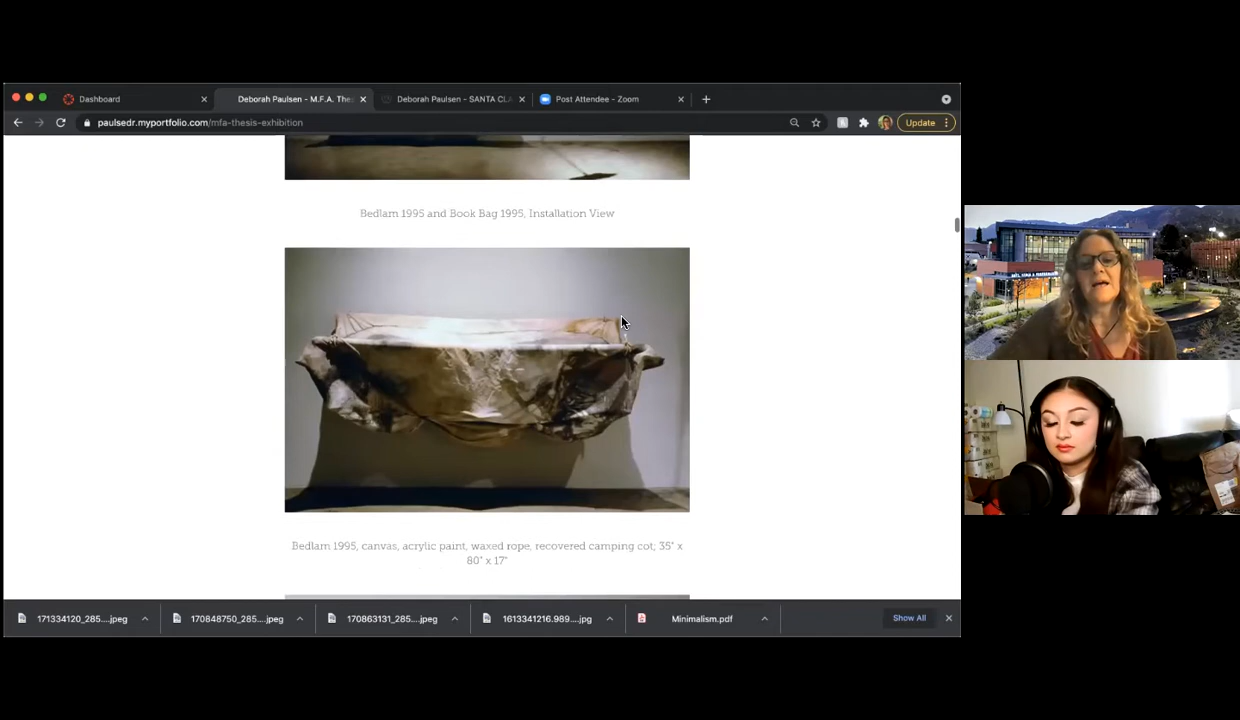 Dashboard
Deborah Paulsen - M.F.A. Thes
Deborah Paulsen - SANTA CLA
Post Attendee - Zoom
paulsedr.myportfolio.com/mfa-thesis-exhibition
Update
Bedlam 1995 and Book Bag 1995, Installation View
Bedlam 1995, canvas, acrylic paint, waxed rope, recovered camping cot; 35" x
80" x 17"
171334120_285....jpeg
170848750_285....jpeg
170863131_285....jpeg
1613341216.989....jpg
Minimalism.pdf
Show All